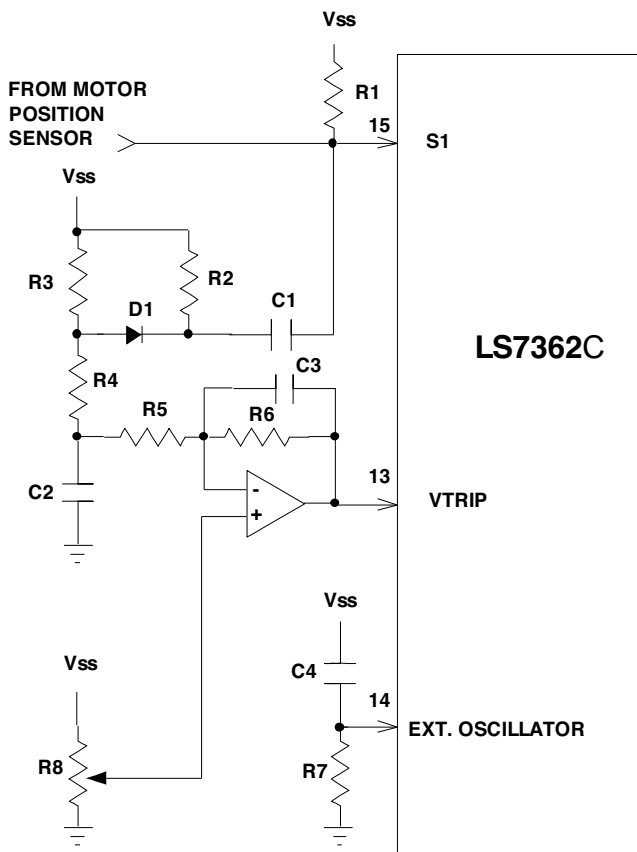 Vss
R1
FROM MOTOR
POSITION
SENSOR
15
S1
Vss
R3
R2
D1
C1
LS7362C
C3
R4
R5
R6
C2
-
+
13
VTRIP
Vss
C4
Vss
14
EXT. OSCILLATOR
R8
R7